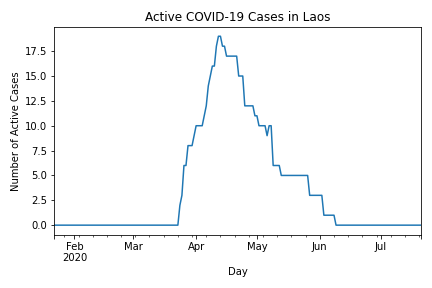 Active COVID-19 Cases in Laos
Number of Active Cases
17.5
15.0
12.5
10.0
7.5
5.0
2.5
0.0
Feb Mar Apr May Jun Jul
2020
Day